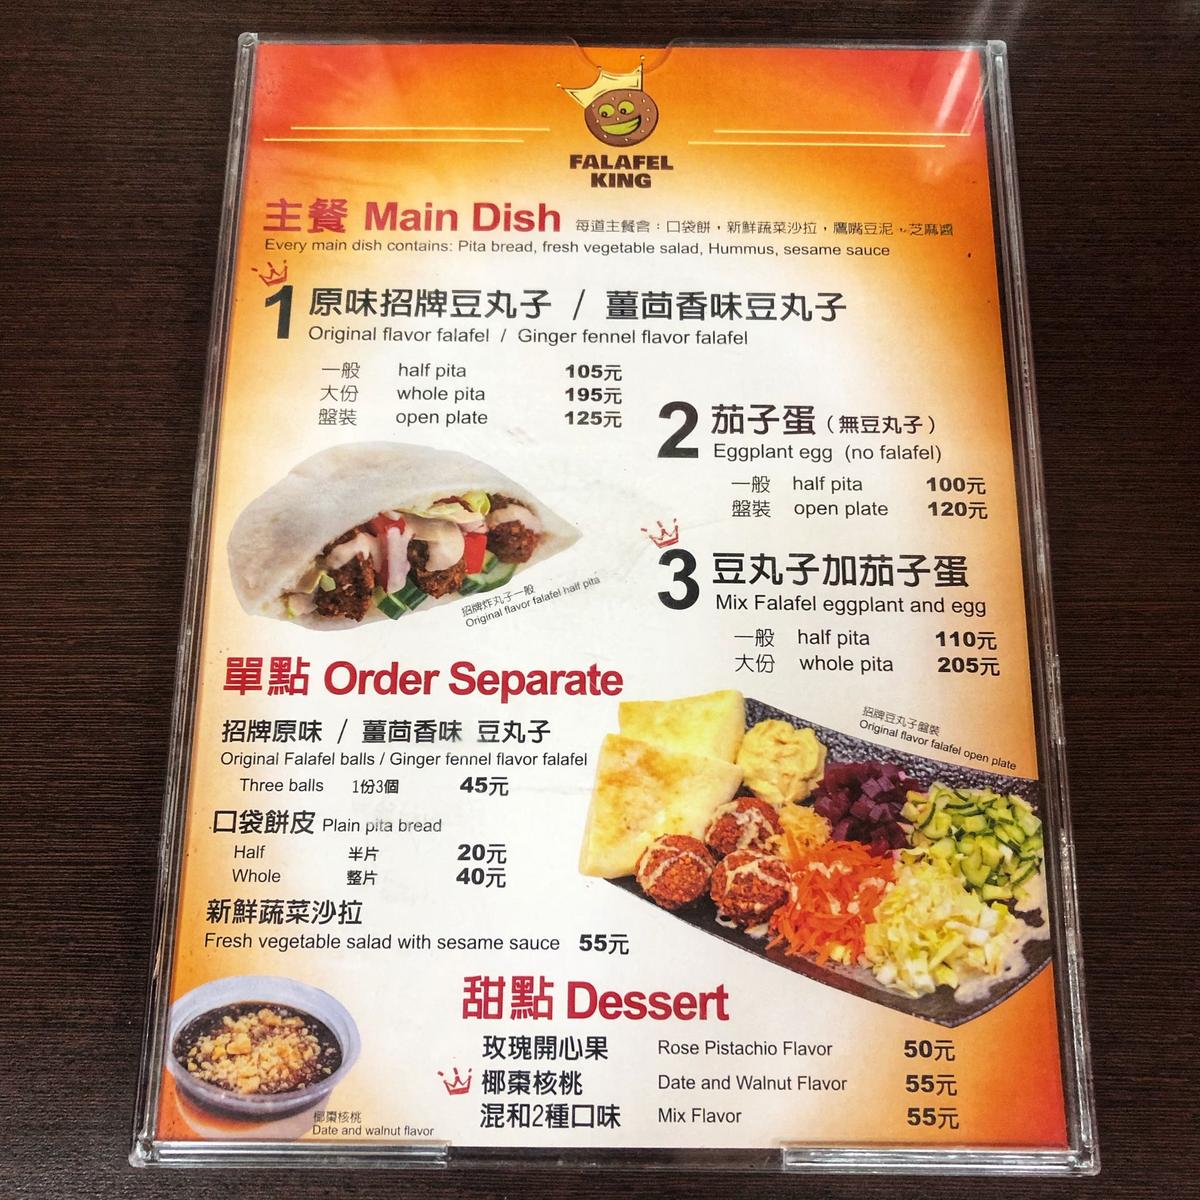 FALAFEL
KING
主餐 Main Dish 每道主餐含：口袋餅，新鮮蔬菜沙拉，鷹嘴豆泥，芝麻醬
Every main dish contains: Pita bread, fresh vegetable salad, Hummus, sesame sauce
1 原味招牌豆丸子 / 薑茴香味豆丸子
Original flavor falafel / Ginger fennel flavor falafel
一般 half pita 105元
大份 whole pita 195元
盤裝 open plate 125元
2 茄子蛋（無豆丸子）
Eggplant egg (no falafel)
一般 half pita 100元
盤裝 open plate 120元
招牌炸丸子一般
Original flavor falafel half pita
3 豆丸子加茄子蛋
Mix Falafel eggplant and egg
一般 half pita 110元
大份 whole pita 205元
單點 Order Separate
招牌原味 / 薑茴香味 豆丸子
Original Falafel balls / Ginger fennel flavor falafel
Three balls 1份3個 45元
口袋餅皮 Plain pita bread
Half 半片 20元
Whole 整片 40元
新鮮蔬菜沙拉
Fresh vegetable salad with sesame sauce 55元
招牌豆丸子盤裝
Original flavor falafel open plate
甜點 Dessert
玫瑰開心果 Rose Pistachio Flavor 50元
椰棗核桃 Date and Walnut Flavor 55元
混和2種口味 Mix Flavor 55元
椰棗核桃
Date and walnut flavor